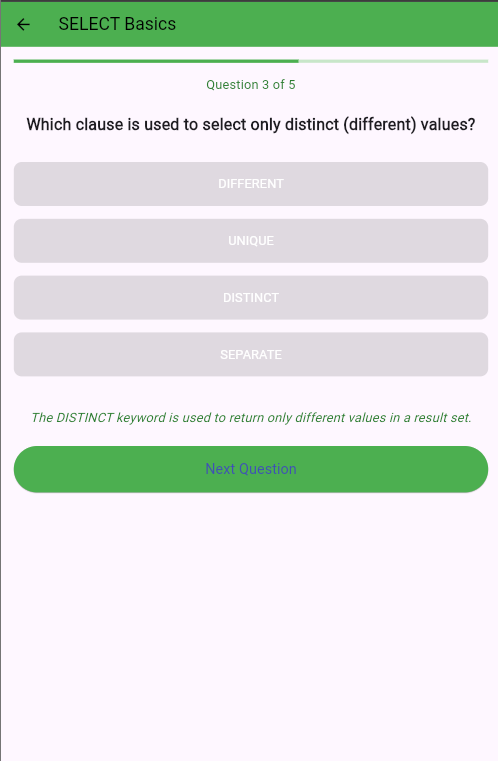 SELECT Basics
Question 3 of 5
Which clause is used to select only distinct (different) values?
DIFFERENT
UNIQUE
DISTINCT
SEPARATE
The DISTINCT keyword is used to return only different values in a result set.
Next Question